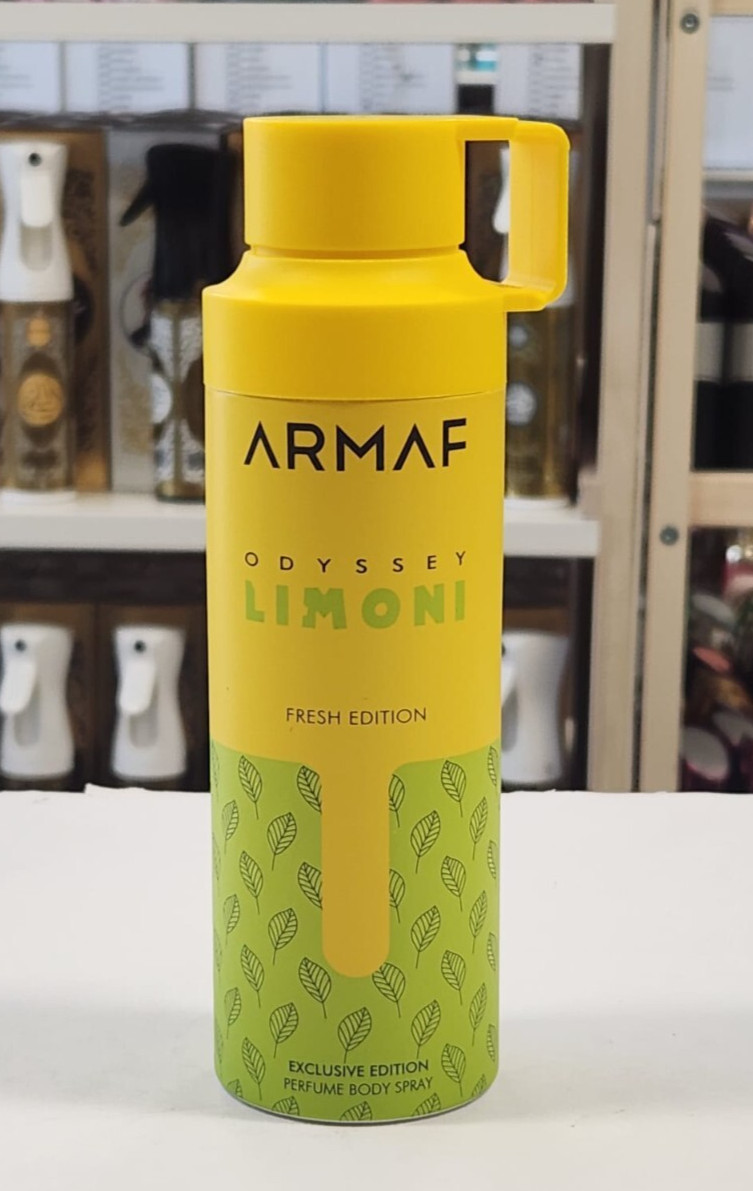 ARMAF
ODYSSEY
LIMONI
FRESH EDITION
EXCLUSIVE EDITION
PERFUME BODY SPRAY